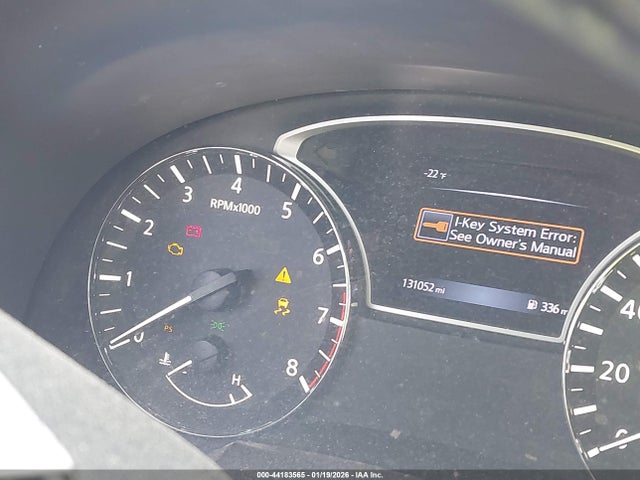 -22°F
I-Key System Error:
See Owner's Manual
131052 mi
336 m
RPMx1000
0
1
2
3
4
5
6
7
8
PS
H
40
20
0
000-44183565 - 01/19/2026 - IAA Inc.